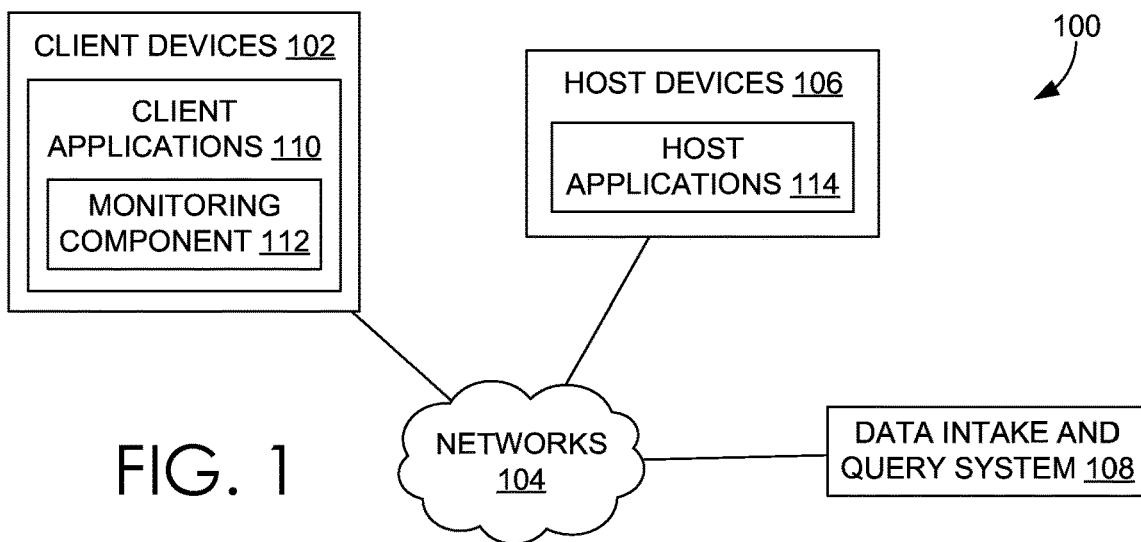 100
CLIENT DEVICES 102
CLIENT
APPLICATIONS 110
MONITORING
COMPONENT 112
HOST DEVICES 106
HOST
APPLICATIONS 114
NETWORKS
104
DATA INTAKE AND
QUERY SYSTEM 108
FIG. 1